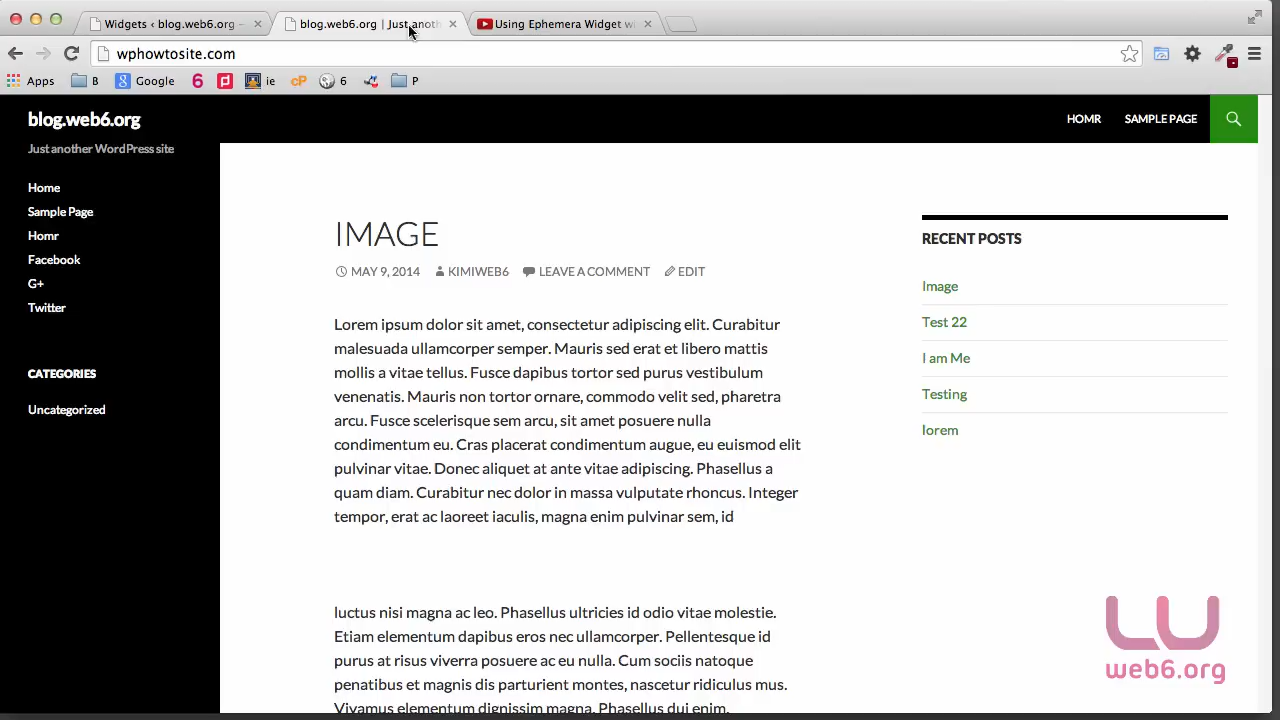 Widgets ‹ blog.web6.org –
blog.web6.org | Just anoth
Using Ephemera Widget wi
wphowtosite.com
Apps
B
Google
6
ie
cP
6
P
blog.web6.org
HOMR
SAMPLE PAGE
Just another WordPress site
Home
Sample Page
Homr
Facebook
G+
Twitter
CATEGORIES
Uncategorized
IMAGE
MAY 9, 2014
KIMIWEB6
LEAVE A COMMENT
EDIT
Lorem ipsum dolor sit amet, consectetur adipiscing elit. Curabitur
malesuada ullamcorper semper. Mauris sed erat et libero mattis
mollis a vitae tellus. Fusce dapibus tortor sed purus vestibulum
venenatis. Mauris non tortor ornare, commodo velit sed, pharetra
arcu. Fusce scelerisque sem arcu, sit amet posuere nulla
condimentum eu. Cras placerat condimentum augue, eu euismod elit
pulvinar vitae. Donec aliquet at ante vitae adipiscing. Phasellus a
quam diam. Curabitur nec dolor in massa vulputate rhoncus. Integer
tempor, erat ac laoreet iaculis, magna enim pulvinar sem, id
luctus nisi magna ac leo. Phasellus ultricies id odio vitae molestie.
Etiam elementum dapibus eros nec ullamcorper. Pellentesque id
purus at risus viverra posuere ac eu nulla. Cum sociis natoque
penatibus et magnis dis parturient montes, nascetur ridiculus mus.
Vivamus elementum dignissim magna. Phasellus dui enim.
RECENT POSTS
Image
Test 22
I am Me
Testing
lorem
web6.org